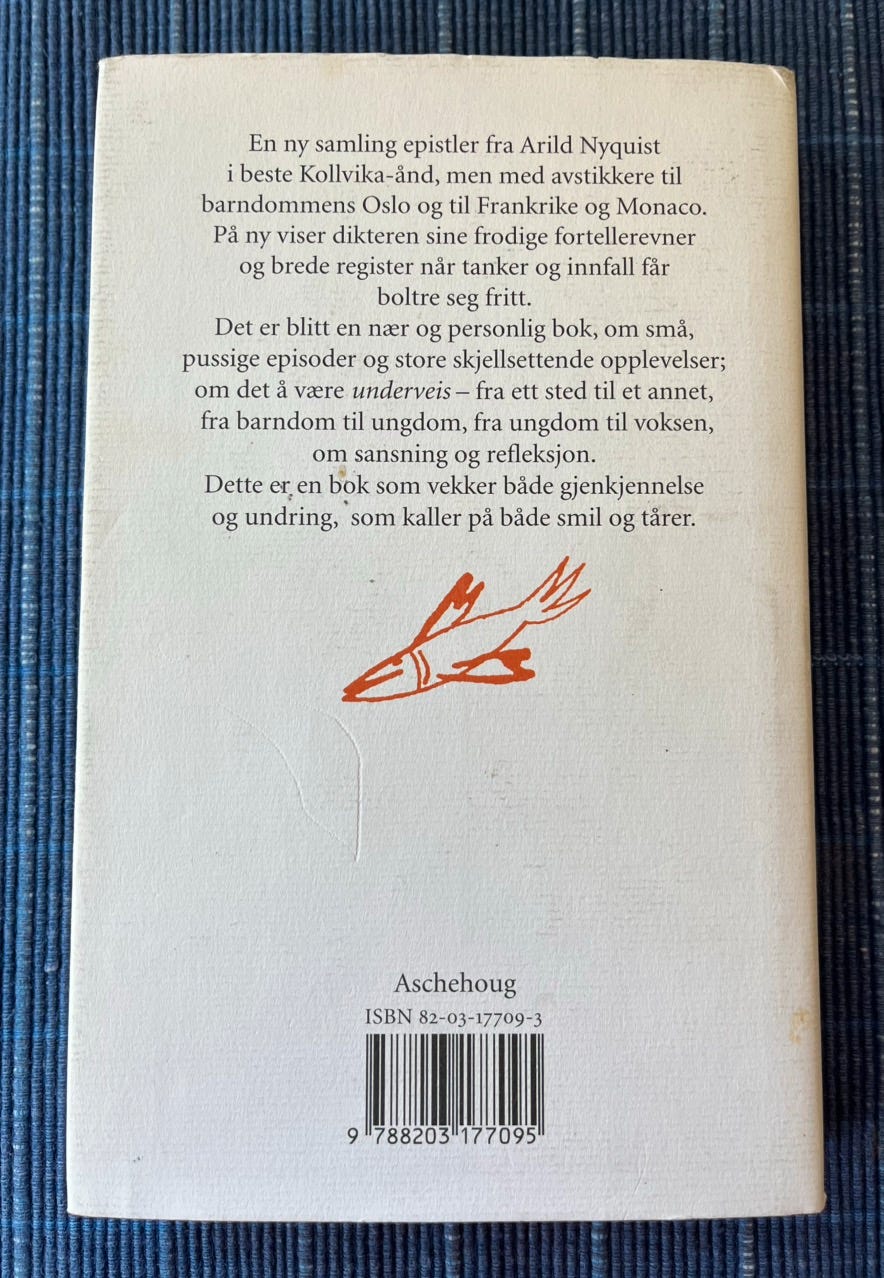 En ny samling epistler fra Arild Nyquist
i beste Kollvika-ånd, men med avstikkere til
barndommens Oslo og til Frankrike og Monaco.
På ny viser dikteren sine frodige fortellerevner
og brede register når tanker og innfall får
boltre seg fritt.
Det er blitt en nær og personlig bok, om små,
pussige episoder og store skjellsettende opplevelser;
om det å være underveis – fra ett sted til et annet,
fra barndom til ungdom, fra ungdom til voksen,
om sansning og refleksjon.
Dette er en bok som vekker både gjenkjennelse
og undring, som kaller på både smil og tårer.
Aschehoug
ISBN 82-03-17709-3
9 788203 177095